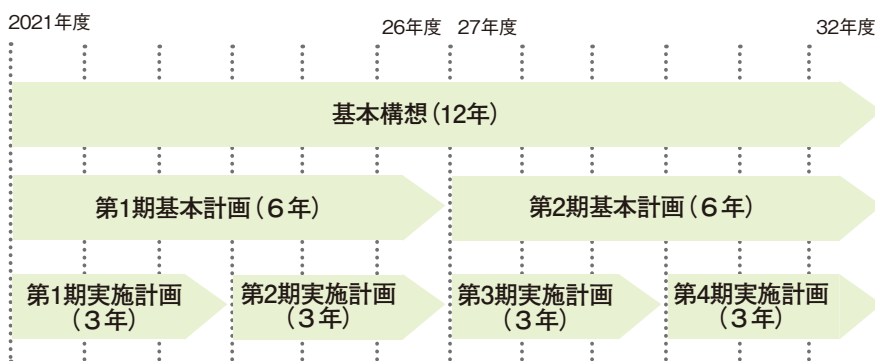 2021年度
26年度
27年度
32年度
基本構想(12年)
第1期基本計画(6年)
第2期基本計画(6年)
第1期実施計画
(3年)
第2期実施計画
(3年)
第3期実施計画
(3年)
第4期実施計画
(3年)